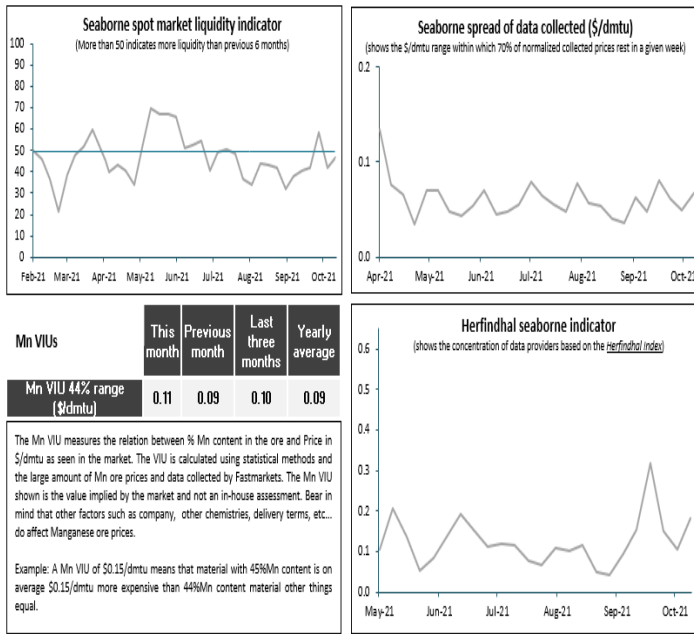 Seaborne spot market liquidity indicator
(More than 50 indicates more liquidity than previous 6 months)
100
90
80
70
60
50
40
30
20
10
0
Feb-21 Mar-21 Apr-21 May-21 Jun-21 Jul-21 Aug-21 Sep-21 Oct-21
Seaborne spread of data collected ($/dmtu)
(shows the $/dmtu range within which 70% of normalized collected prices rest in a given week)
0.2
0.1
0.0
Apr-21 May-21 Jun-21 Jul-21 Aug-21 Sep-21 Oct-21
Mn VIUs
This month
Previous month
Last three months
Yearly average
Mn VIU 44% range ($/dmtu)
0.11 0.09 0.10 0.09
The Mn VIU measures the relation between % Mn content in the ore and Price in
$/dmtu as seen in the market. The VIU is calculated using statistical methods and
the large amount of Mn ore prices and data collected by Fastmarkets. The Mn VIU
shown is the value implied by the market and not an in-house assessment. Bear in
mind that other factors such as company, other chemistries, delivery terms, etc...
do affect Manganese ore prices.
Example: A Mn VIU of $0.15/dmtu means that material with 45%Mn content is on
average $0.15/dmtu more expensive than 44%Mn content material other things
equal.
Herfindhal seaborne indicator
(shows the concentration of data providers based on the Herfindhal Index)
0.6
0.5
0.4
0.3
0.2
0.1
0.0
May-21 Jun-21 Jul-21 Aug-21 Sep-21 Oct-21